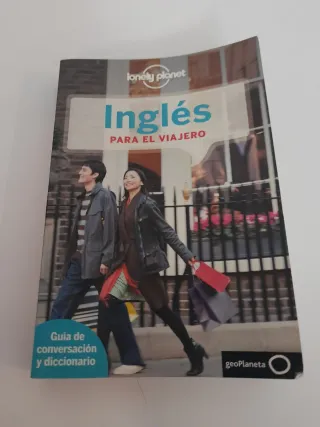 lonely planet
Inglés
PARA EL VIAJERO
Guía de
conversación
y diccionario
geoPlaneta